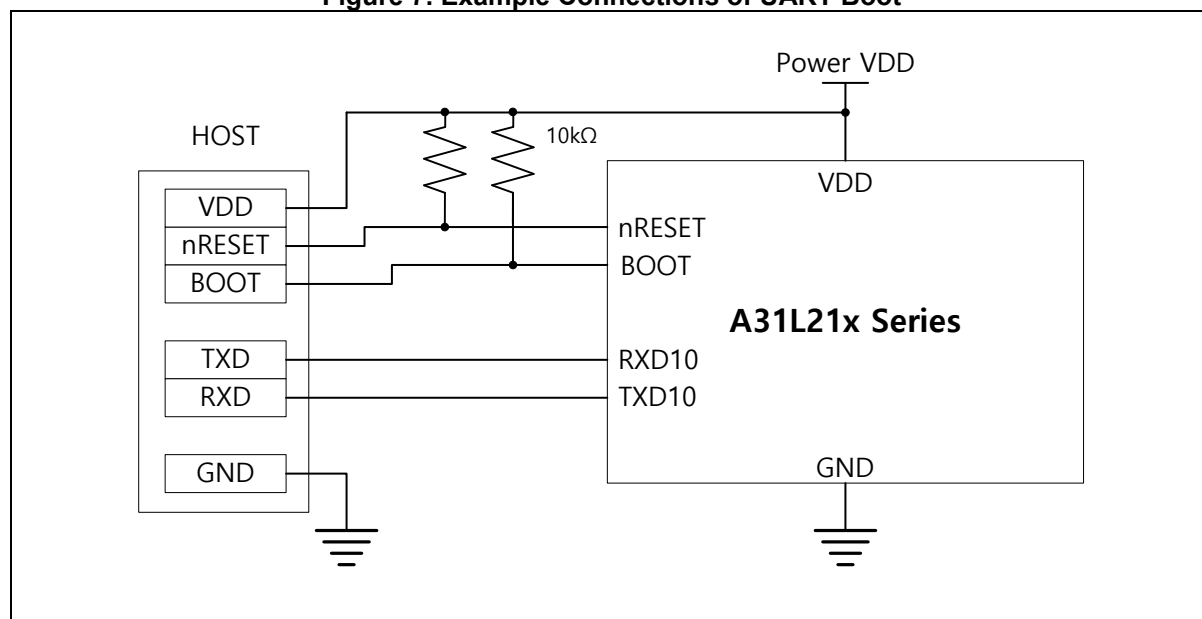 Figure 7. Example Connections of UART Boot
Power VDD
HOST
10kΩ
VDD
VDD
nRESET
nRESET
BOOT
BOOT
A31L21x Series
TXD
RXD10
RXD
TXD10
GND
GND